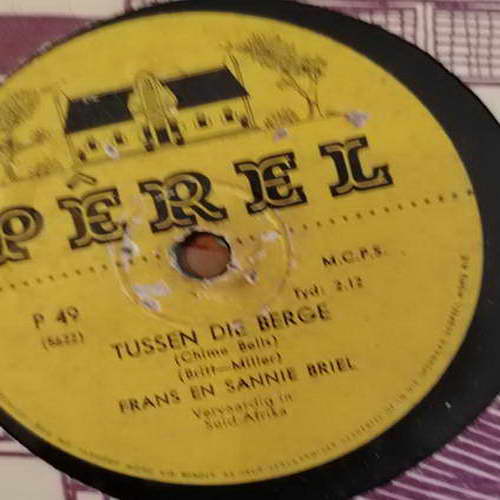 PÊREL
M.C.P.S.
P 49
Tyd: 2.12
(5622)
TUSSEN DIE BERGE
(Chime Bells)
(Britt—Miller)
FRANS EN SANNIE BRIEL
Vervaardig in
Suid-Afrika